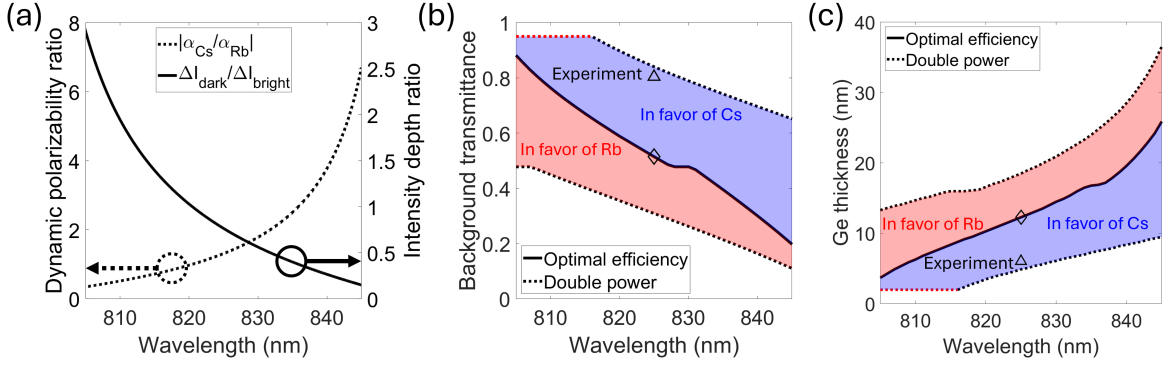 (a)
Dynamic polarizability ratio
8
6
4
2
0
|α_Cs/α_Rb|
ΔI_dark/ΔI_bright
3
2.5
2
1.5
1
0.5
0
Intensity depth ratio
810 820 830 840
Wavelength (nm)
(b)
Background transmittance
1
0.8
0.6
0.4
0.2
0
Experiment
In favor of Cs
In favor of Rb
Optimal efficiency
Double power
810 820 830 840
Wavelength (nm)
(c)
Ge thickness (nm)
40
30
20
10
0
Optimal efficiency
Double power
In favor of Rb
In favor of Cs
Experiment
810 820 830 840
Wavelength (nm)